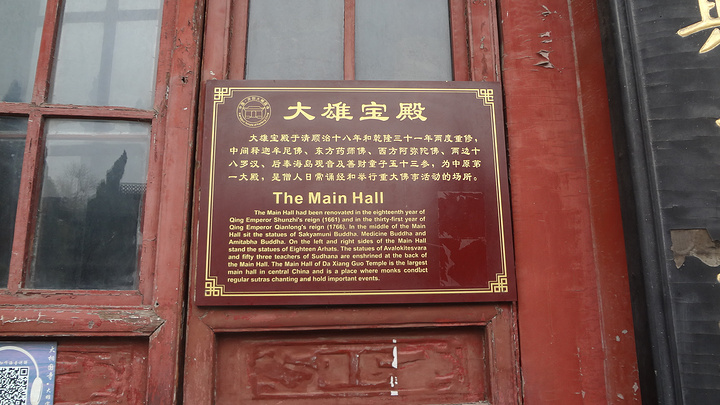 大雄宝殿
大雄宝殿于清顺治十八年和乾隆三十一年两度重修,
中间释迦牟尼佛、东方药师佛、西方阿弥陀佛、两边十
八罗汉、后奉海岛观音及善财童子五十三参,为中原第
一大殿,是僧人日常诵经和举行重大佛事活动的场所。
The Main Hall
The Main Hall had been renovated in the eighteenth year of
Qing Emperor Shunzhi's reign (1661) and in the thirty-first year of
Qing Emperor Qianlong's reign (1766). In the middle of the Main
Hall sit the statues of Sakyamuni Buddha, Medicine Buddha and
Amitabha Buddha. On the left and right sides of the Main Hall
stand the statues of Eighteen Arhats. The statues of Avalokitesvara
and fifty three teachers of Sudhana are enshrined at the back of
the Main Hall. The Main Hall of Da Xiang Guo Temple is the largest
main hall in central China and is a place where monks conduct
regular sutras chanting and hold important events.